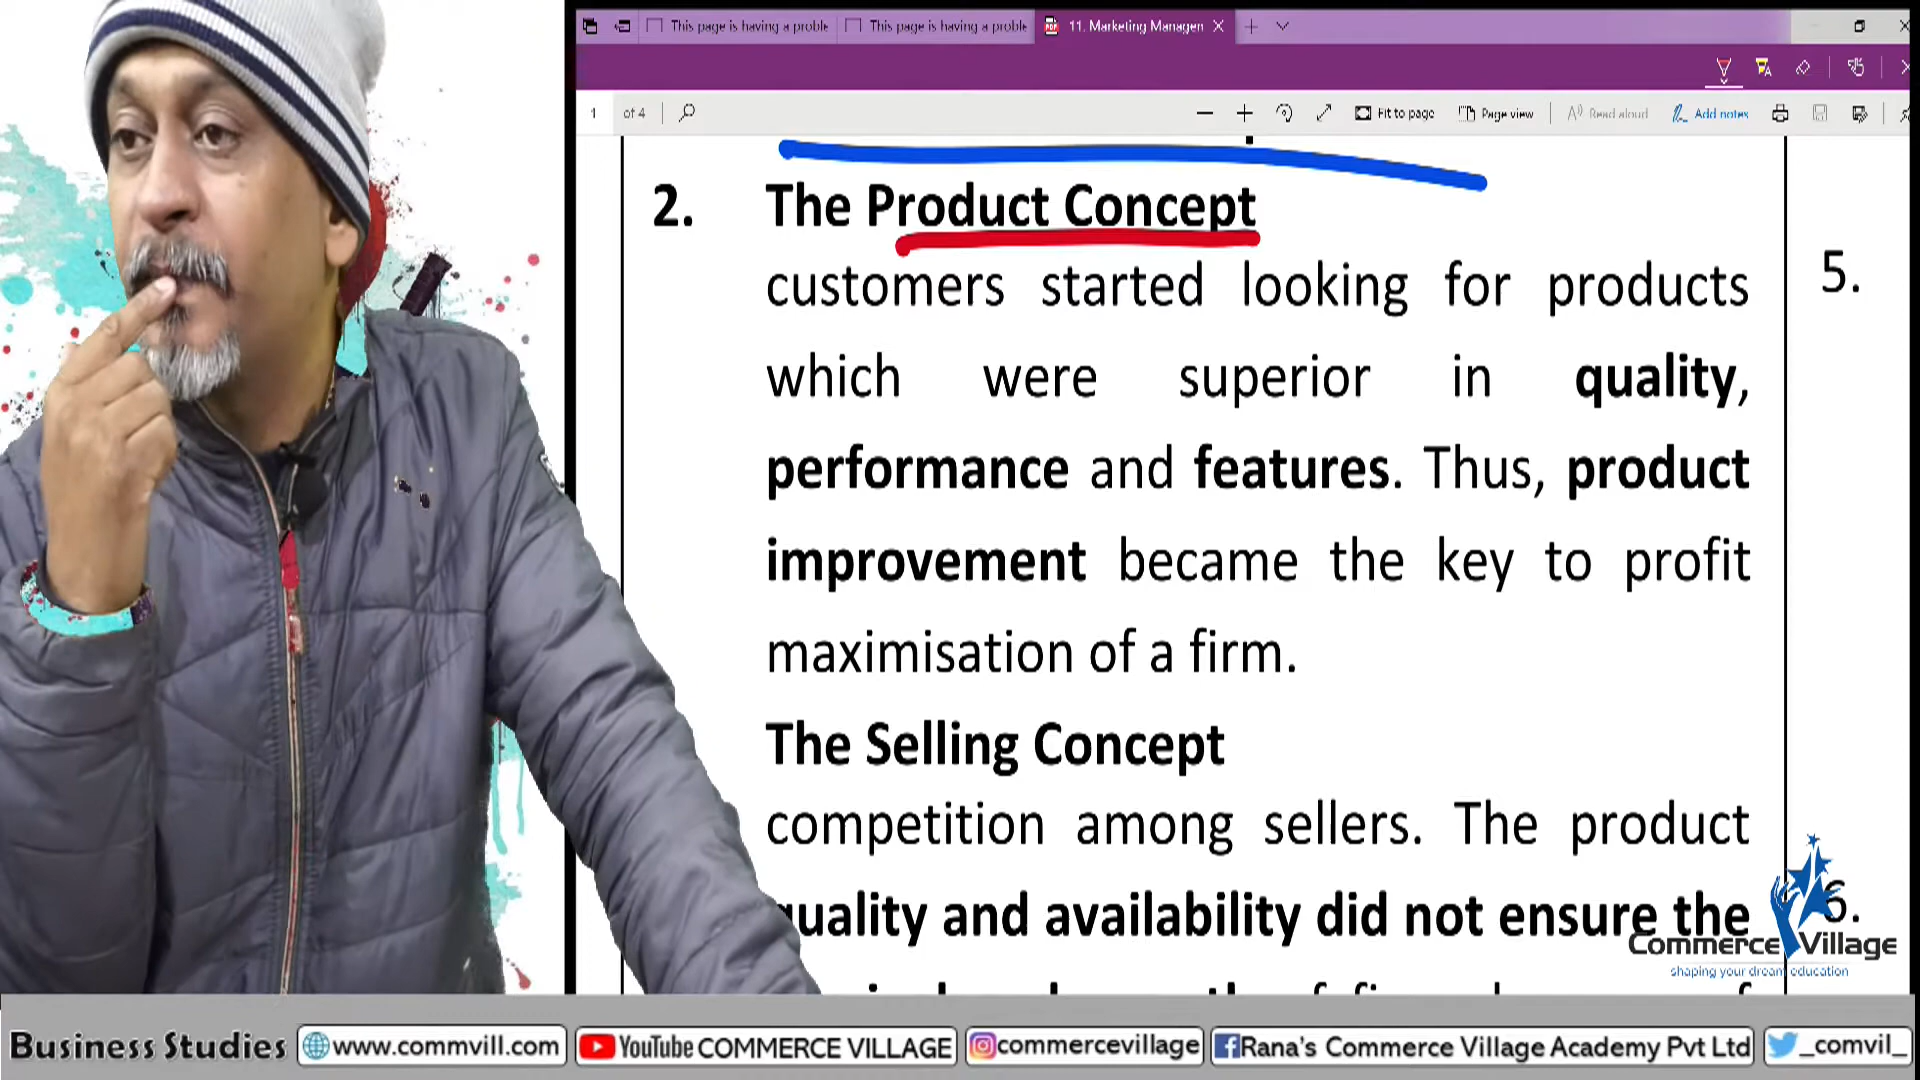 This page is having a proble
This page is having a proble
11. Marketing Managen
1 of 4
Fit to page
Page view
Read aloud
Add notes
2. The Product Concept
customers started looking for products
which were superior in quality,
performance and features. Thus, product
improvement became the key to profit
maximisation of a firm.
The Selling Concept
competition among sellers. The product
quality and availability did not ensure the
5.
6.
Commerce Village
shaping your dream education
Business Studies
www.commvill.com
YouTube COMMERCE VILLAGE
commercevillage
Rana's Commerce Village Academy Pvt Ltd
_comvil_